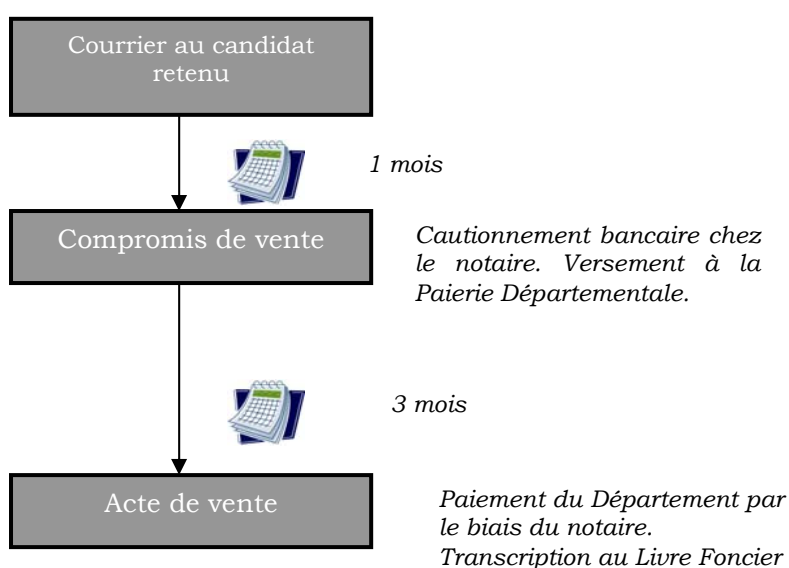 Courrier au candidat
retenu
1 mois
Compromis de vente
Cautionnement bancaire chez
le notaire. Versement à la
Paierie Départementale.
3 mois
Acte de vente
Paiement du Département par
le biais du notaire.
Transcription au Livre Foncier